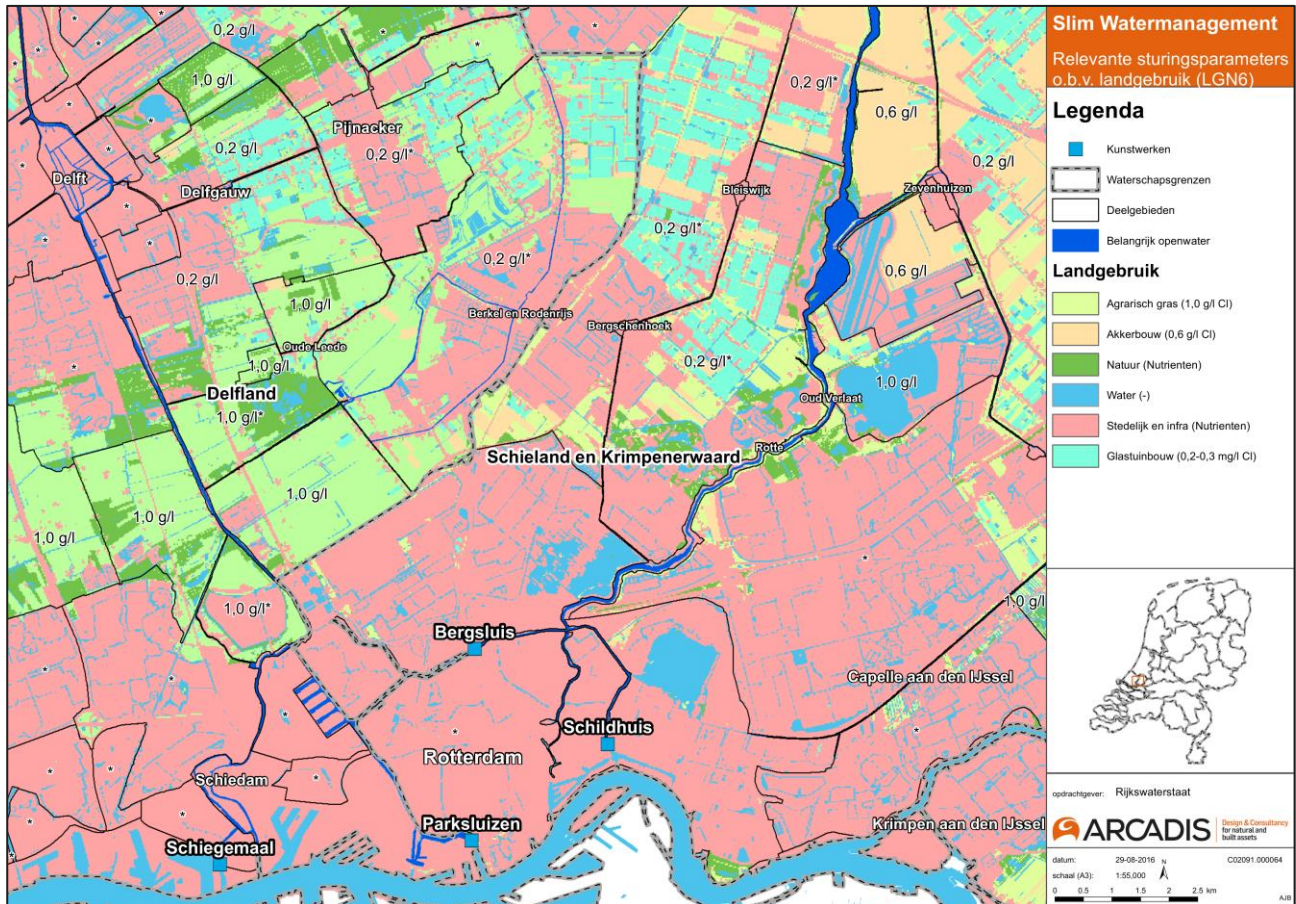 Slim Watermanagement
Relevante sturingsparameters
o.b.v. landgebruik (LGN6)
Legenda
Kunstwerken
Waterschapsgrenzen
Deelgebieden
Belangrijk openwater
Landgebruik
Agrarisch gras (1,0 g/l Cl)
Akkerbouw (0,6 g/l Cl)
Natuur (Nutrienten)
Water (-)
Stedelijk en infra (Nutrienten)
Glastuinbouw (0,2-0,3 mg/l Cl)
opdrachtgever: Rijkswaterstaat
ARCADIS
Design & Consultancy
for natural and
built assets
datum: 29-08-2016 N C02091.000064
schaal (A3): 1:55,000
0 0.5 1 1.5 2 2.5 km
AJB
0,2 g/l
1,0 g/l
0,2 g/l*
0,6 g/l
Pijnacker
0,2 g/l
0,2 g/l*
0,2 g/l
Delft
Delfgauw
Bleiswijk
Zevenhuizen
0,2 g/l*
0,2 g/l*
0,6 g/l
0,2 g/l
1,0 g/l
Berkel en Rodenrijs
Bergschenhoek
Oude Leede
1,0 g/l
0,2 g/l*
1,0 g/l
Delfland
Oud Verlaat
1,0 g/l*
Rotte
Schieland en Krimpenerwaard
1,0 g/l
1,0 g/l
1,0 g/l
1,0 g/l*
1,0 g/l
Bergsluis
Capelle aan den IJssel
Schildhuis
Rotterdam
Schiedam
Parksluizen
Krimpen aan den IJssel
Schiegemaal